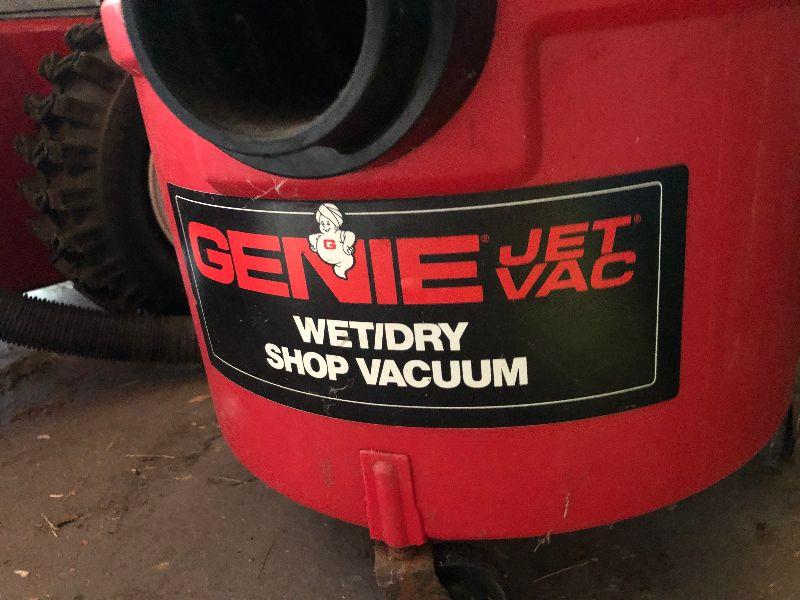 GENIE® JET® VAC
G
WET/DRY
SHOP VACUUM